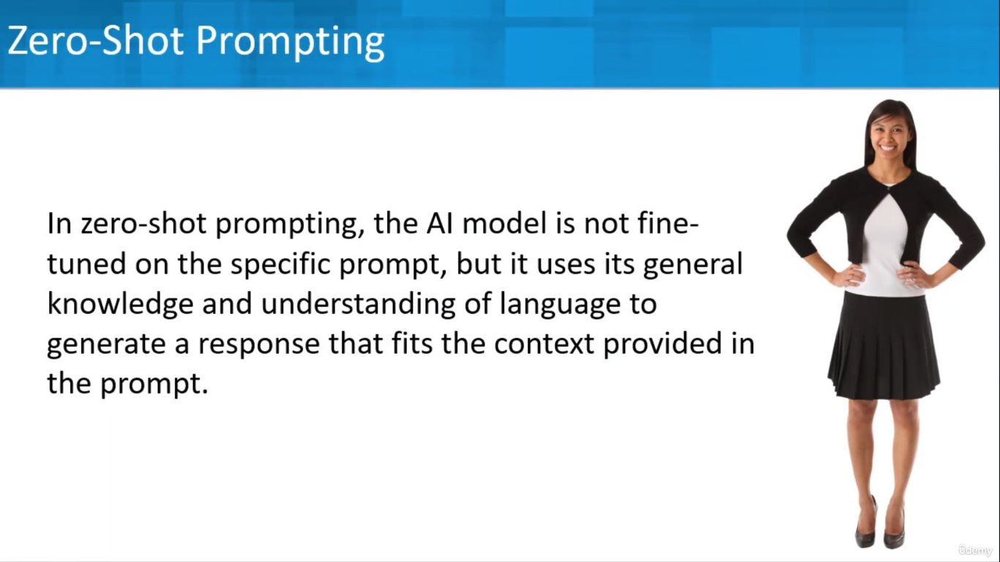 Zero-Shot Prompting
In zero-shot prompting, the AI model is not fine-
tuned on the specific prompt, but it uses its general
knowledge and understanding of language to
generate a response that fits the context provided in
the prompt.
ûdemy